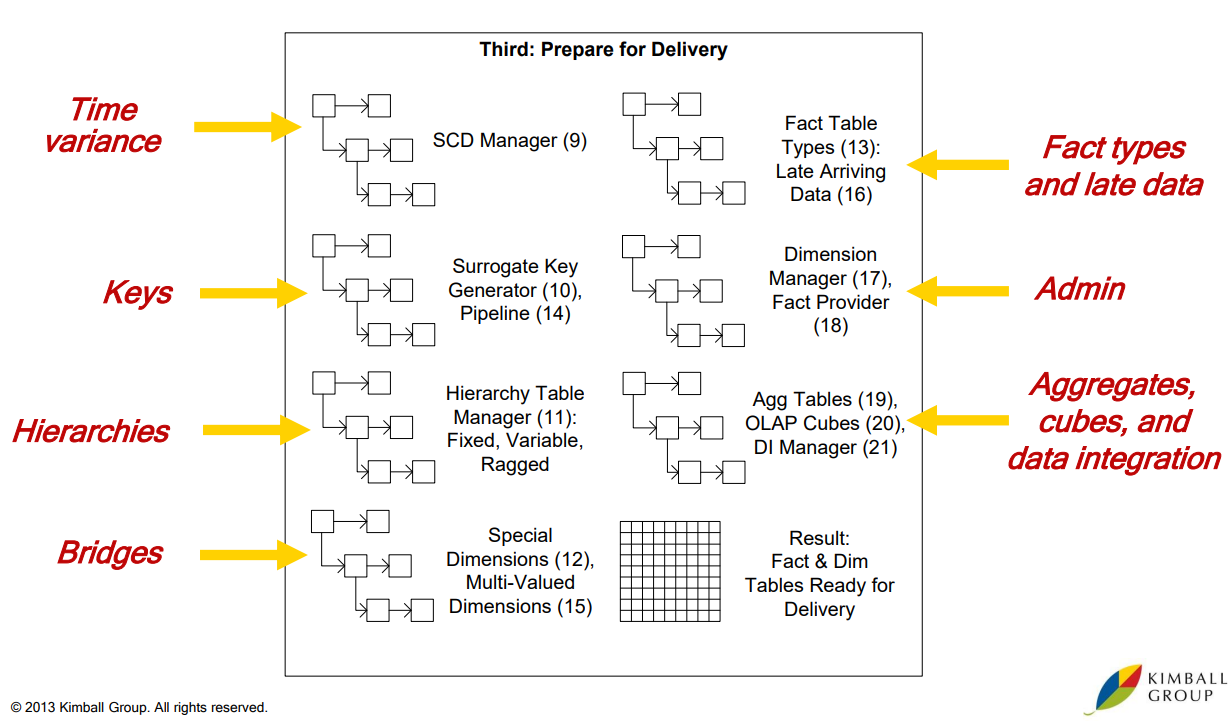 Third: Prepare for Delivery
Time
variance
SCD Manager (9)
Fact Table
Types (13):
Late Arriving
Data (16)
Fact types
and late data
Keys
Surrogate Key
Generator (10),
Pipeline (14)
Dimension
Manager (17),
Fact Provider
(18)
Admin
Hierarchies
Hierarchy Table
Manager (11):
Fixed, Variable,
Ragged
Agg Tables (19),
OLAP Cubes (20),
DI Manager (21)
Aggregates,
cubes, and
data integration
Bridges
Special
Dimensions (12),
Multi-Valued
Dimensions (15)
Result:
Fact & Dim
Tables Ready for
Delivery
© 2013 Kimball Group. All rights reserved.
KIMBALL
GROUP